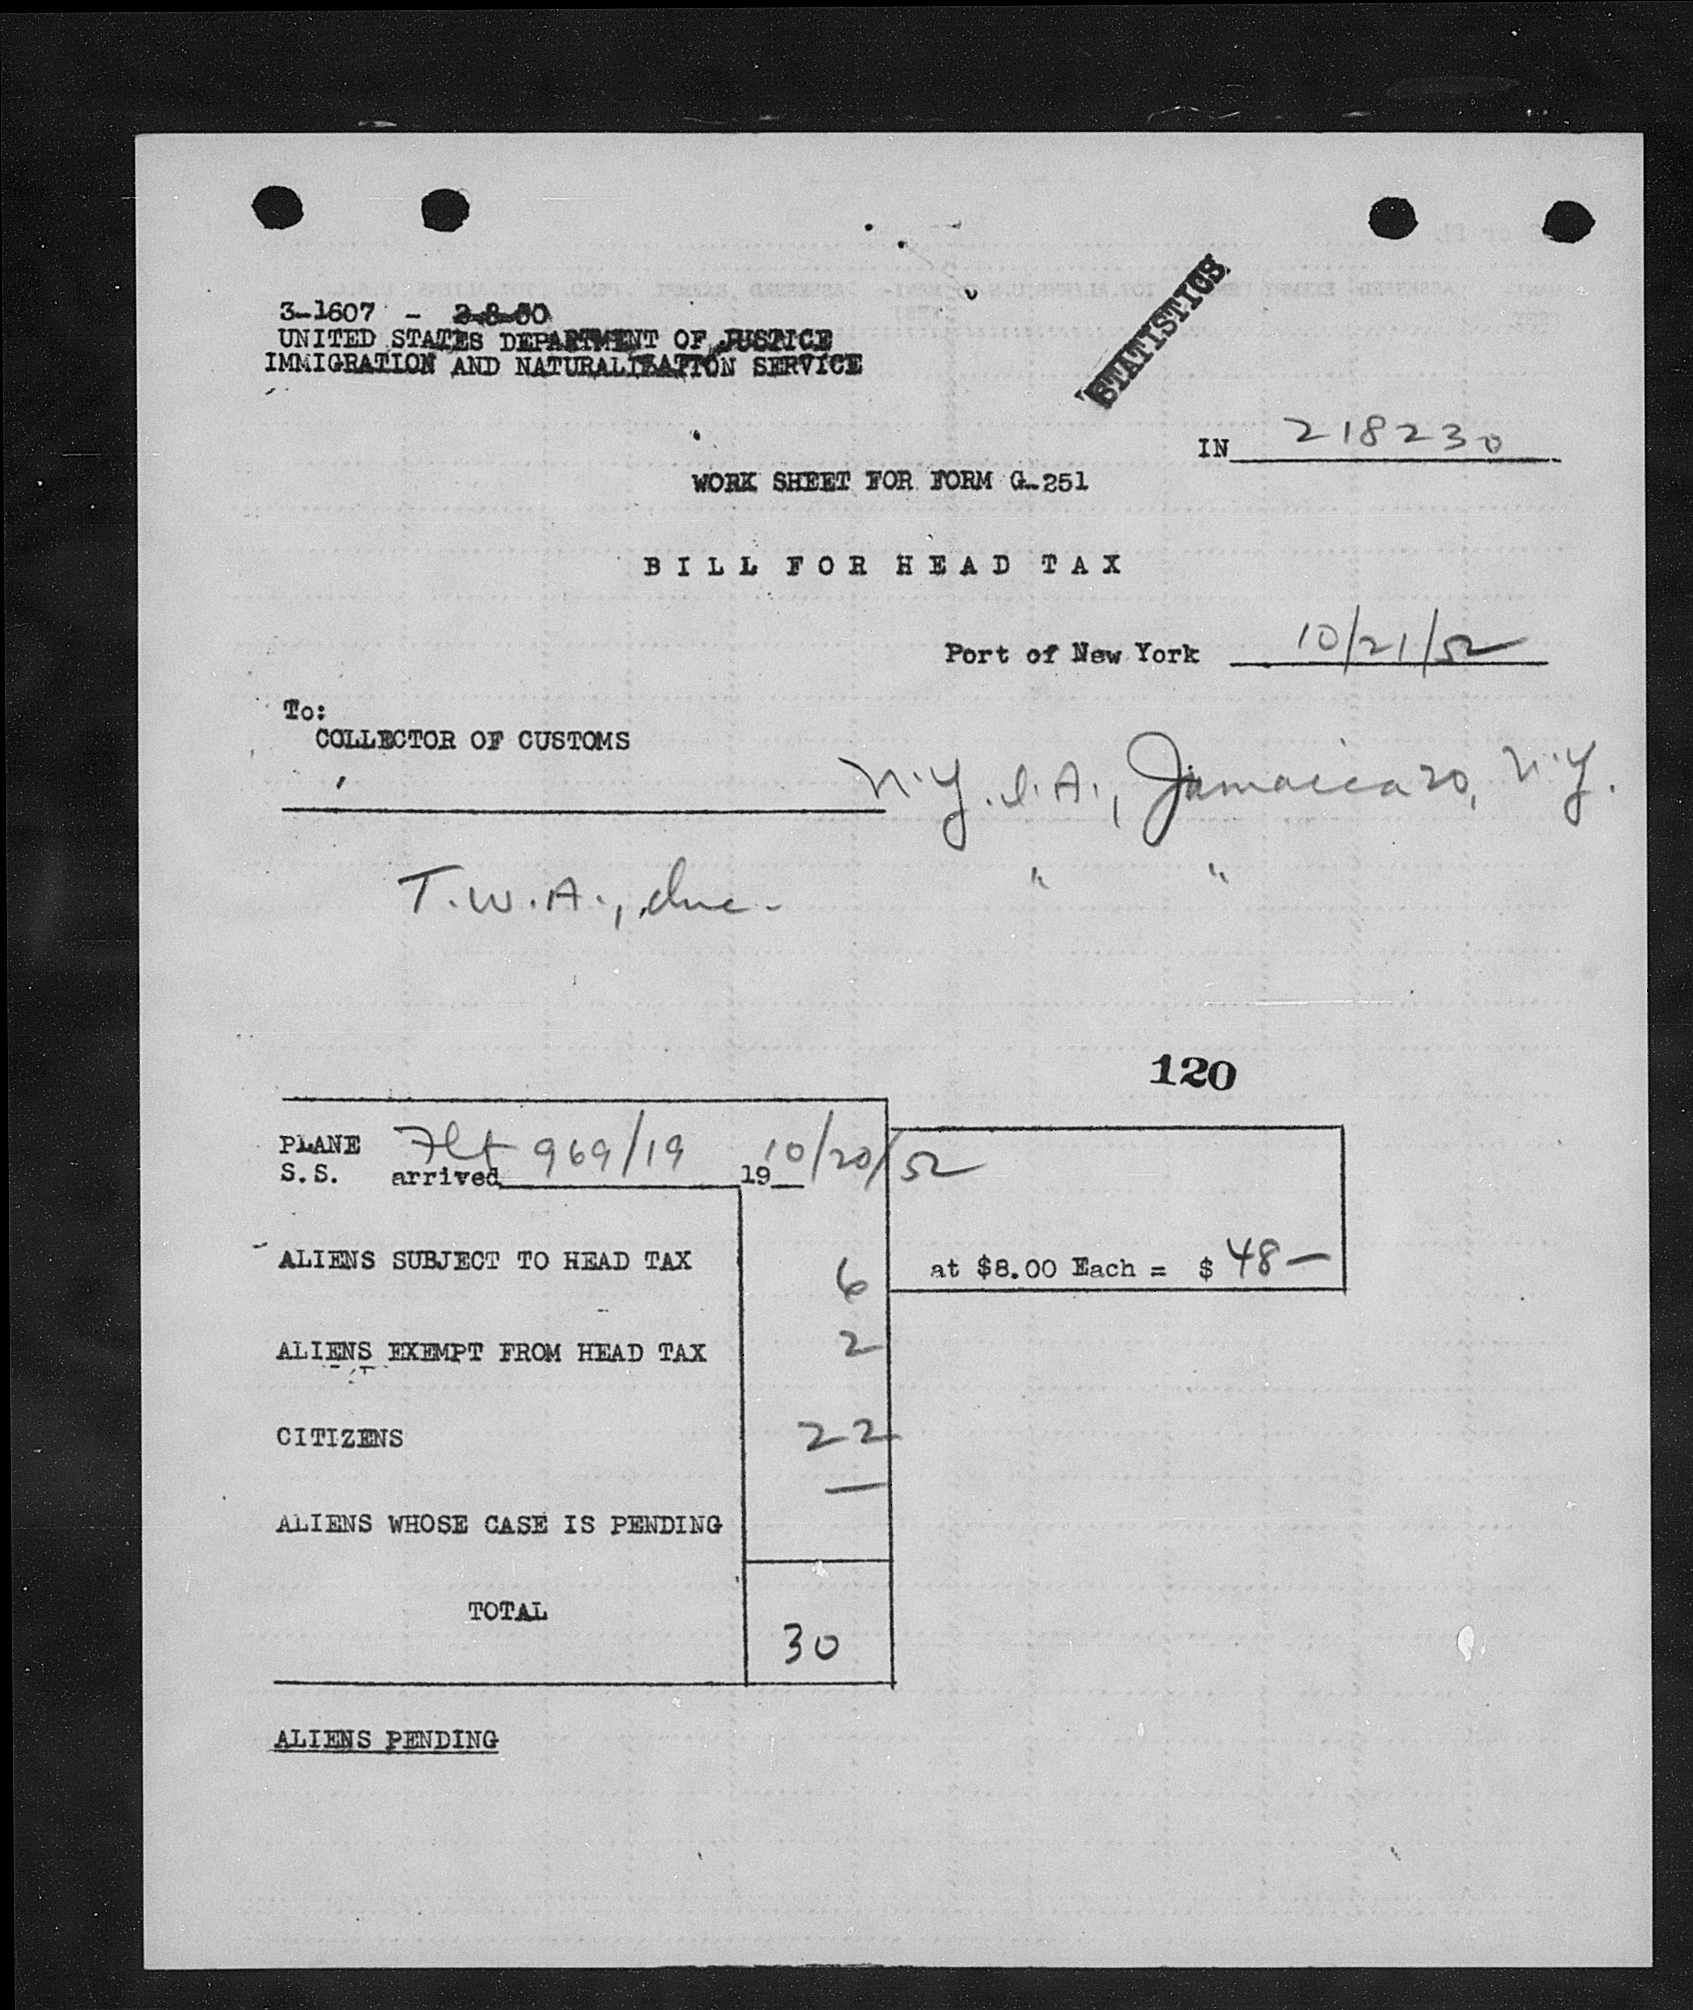 3-1607 - 2-8-50
UNITED STATES DEPARTMENT OF JUSTICE
IMMIGRATION AND NATURALIZATION SERVICE
STATISTICS
IN 218230
WORK SHEET FOR FORM G-251
BILL FOR HEAD TAX
Port of New York 10/21/52
To:
COLLECTOR OF CUSTOMS
N.Y. I.A., Jamaica 20, N.Y.
T.W.A., Inc. " "
120
PLANE Flt 969/19 10/20/52
S.S. arrived 19
ALIENS SUBJECT TO HEAD TAX 6 at $8.00 Each = $ 48—
ALIENS EXEMPT FROM HEAD TAX 2
CITIZENS 22
—
ALIENS WHOSE CASE IS PENDING
TOTAL 30
ALIENS PENDING